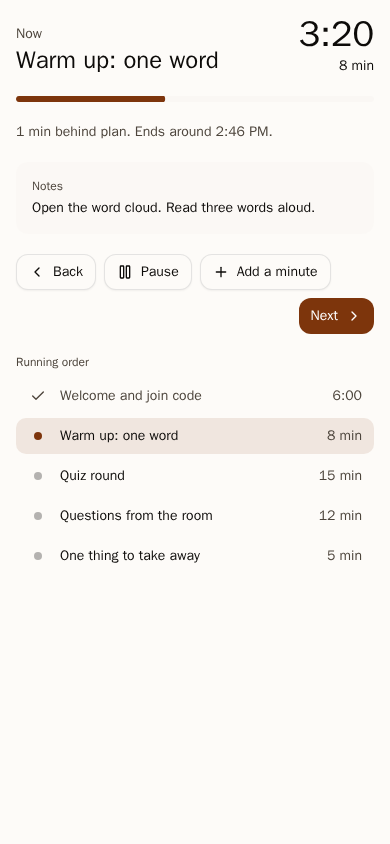 Now
Warm up: one word
3:20
8 min
1 min behind plan. Ends around 2:46 PM.
Notes
Open the word cloud. Read three words aloud.
Back
Pause
Add a minute
Next
Running order
Welcome and join code 6:00
Warm up: one word 8 min
Quiz round 15 min
Questions from the room 12 min
One thing to take away 5 min